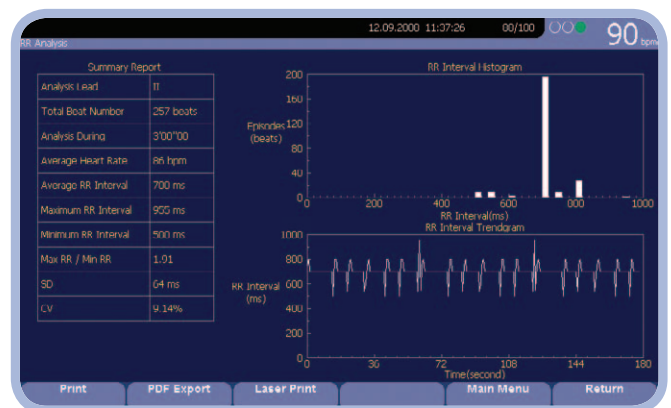 12.09.2000 11:37:26 00/100 90 bpm
RR Analysis
Summary Report
Analysis Lead II
Total Beat Number 257 beats
Analysis During 3'00"00
Average Heart Rate 86 bpm
Average RR Interval 700 ms
Maximum RR Interval 955 ms
Minimum RR Interval 500 ms
Max RR / Min RR 1.91
SD 64 ms
CV 9.14%
RR Interval Histogram
200
160
Episodes 120
(beats)
80
40
0
0 200 400 600 800 1000
RR Interval(ms)
RR Interval Trendgram
1000
800
RR Interval 600
(ms)
400
200
0
0 36 72 108 144 180
Time(second)
Print PDF Export Laser Print Main Menu Return